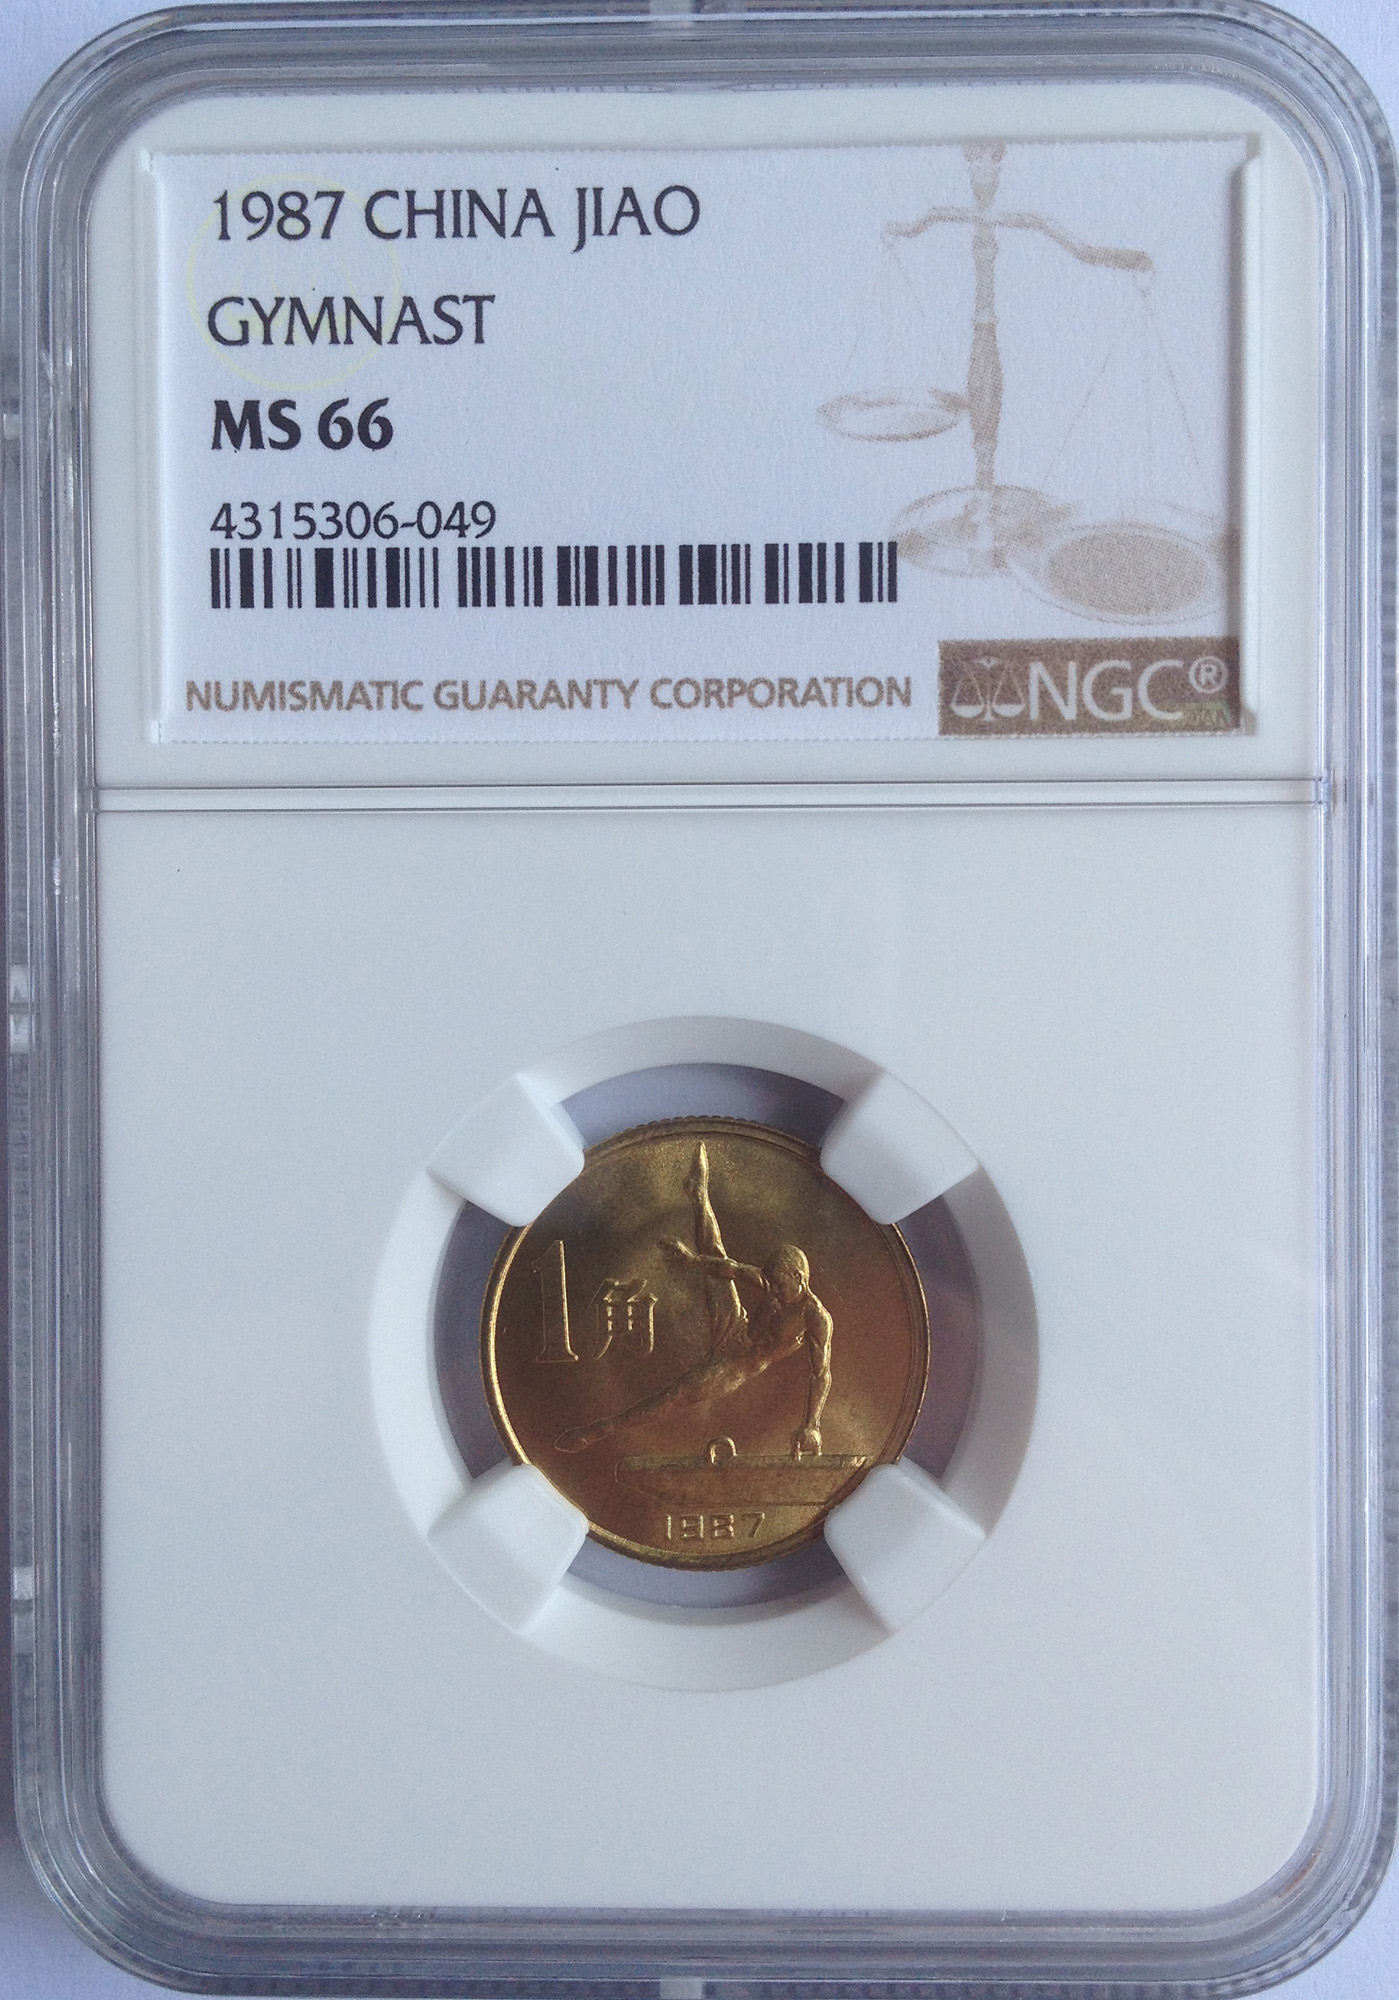 1987 CHINA JIAO
GYMNAST
MS 66
4315306-049
NUMISMATIC GUARANTY CORPORATION
NGC®
1角
1987